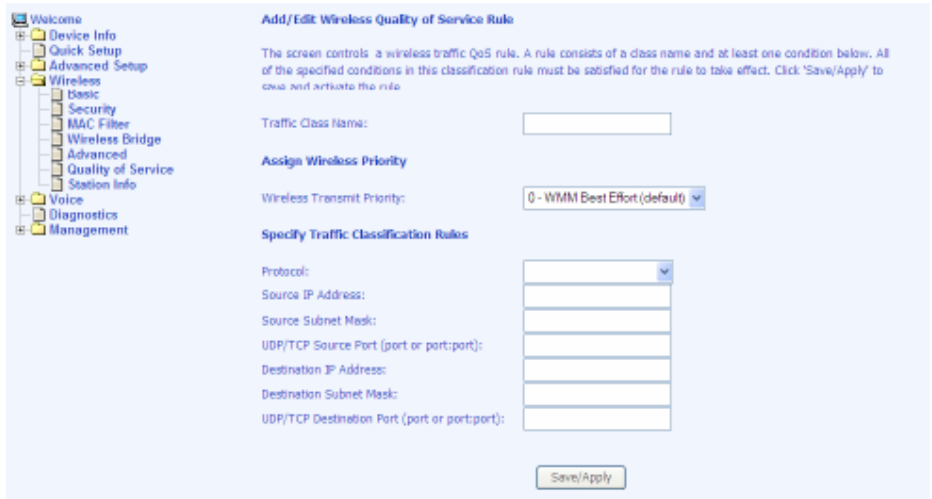 Welcome
Device Info
Quick Setup
Advanced Setup
Wireless
Basic
Security
MAC Filter
Wireless Bridge
Advanced
Quality of Service
Station Info
Voice
Diagnostics
Management
Add/Edit Wireless Quality of Service Rule
The screen controls a wireless traffic QoS rule. A rule consists of a class name and at least one condition below. All
of the specified conditions in this classification rule must be satisfied for the rule to take effect. Click 'Save/Apply' to
save and activate the rule.
Traffic Class Name:
Assign Wireless Priority
Wireless Transmit Priority:
0 - WMM Best Effort (default)
Specify Traffic Classification Rules
Protocol:
Source IP Address:
Source Subnet Mask:
UDP/TCP Source Port (port or port:port):
Destination IP Address:
Destination Subnet Mask:
UDP/TCP Destination Port (port or port:port):
Save/Apply